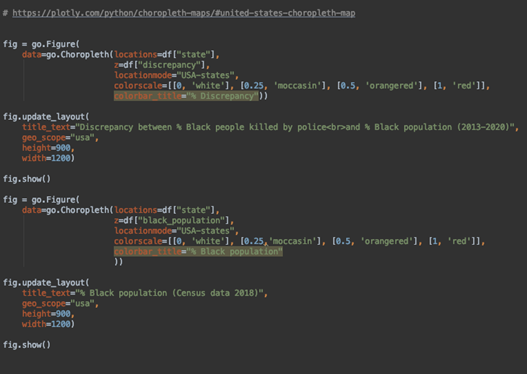 # https://plotly.com/python/choropleth-maps/#united-states-choropleth-map
fig = go.Figure(
data=go.Choropleth(locations=df["state"],
z=df["discrepancy"],
locationmode="USA-states",
colorscale=[[0, 'white'], [0.25, 'moccasin'], [0.5, 'orangered'], [1, 'red']],
colorbar_title="% Discrepancy"))
fig.update_layout(
title_text="Discrepancy between % Black people killed by police<br>and % Black population (2013-2020)",
geo_scope="usa",
height=900,
width=1200)
fig.show()
fig = go.Figure(
data=go.Choropleth(locations=df["state"],
z=df["black_population"],
locationmode="USA-states",
colorscale=[[0, 'white'], [0.25,'moccasin'], [0.5, 'orangered'], [1, 'red']],
colorbar_title="% Black population"
))
fig.update_layout(
title_text="% Black population (Census data 2018)",
geo_scope="usa",
height=900,
width=1200)
fig.show()